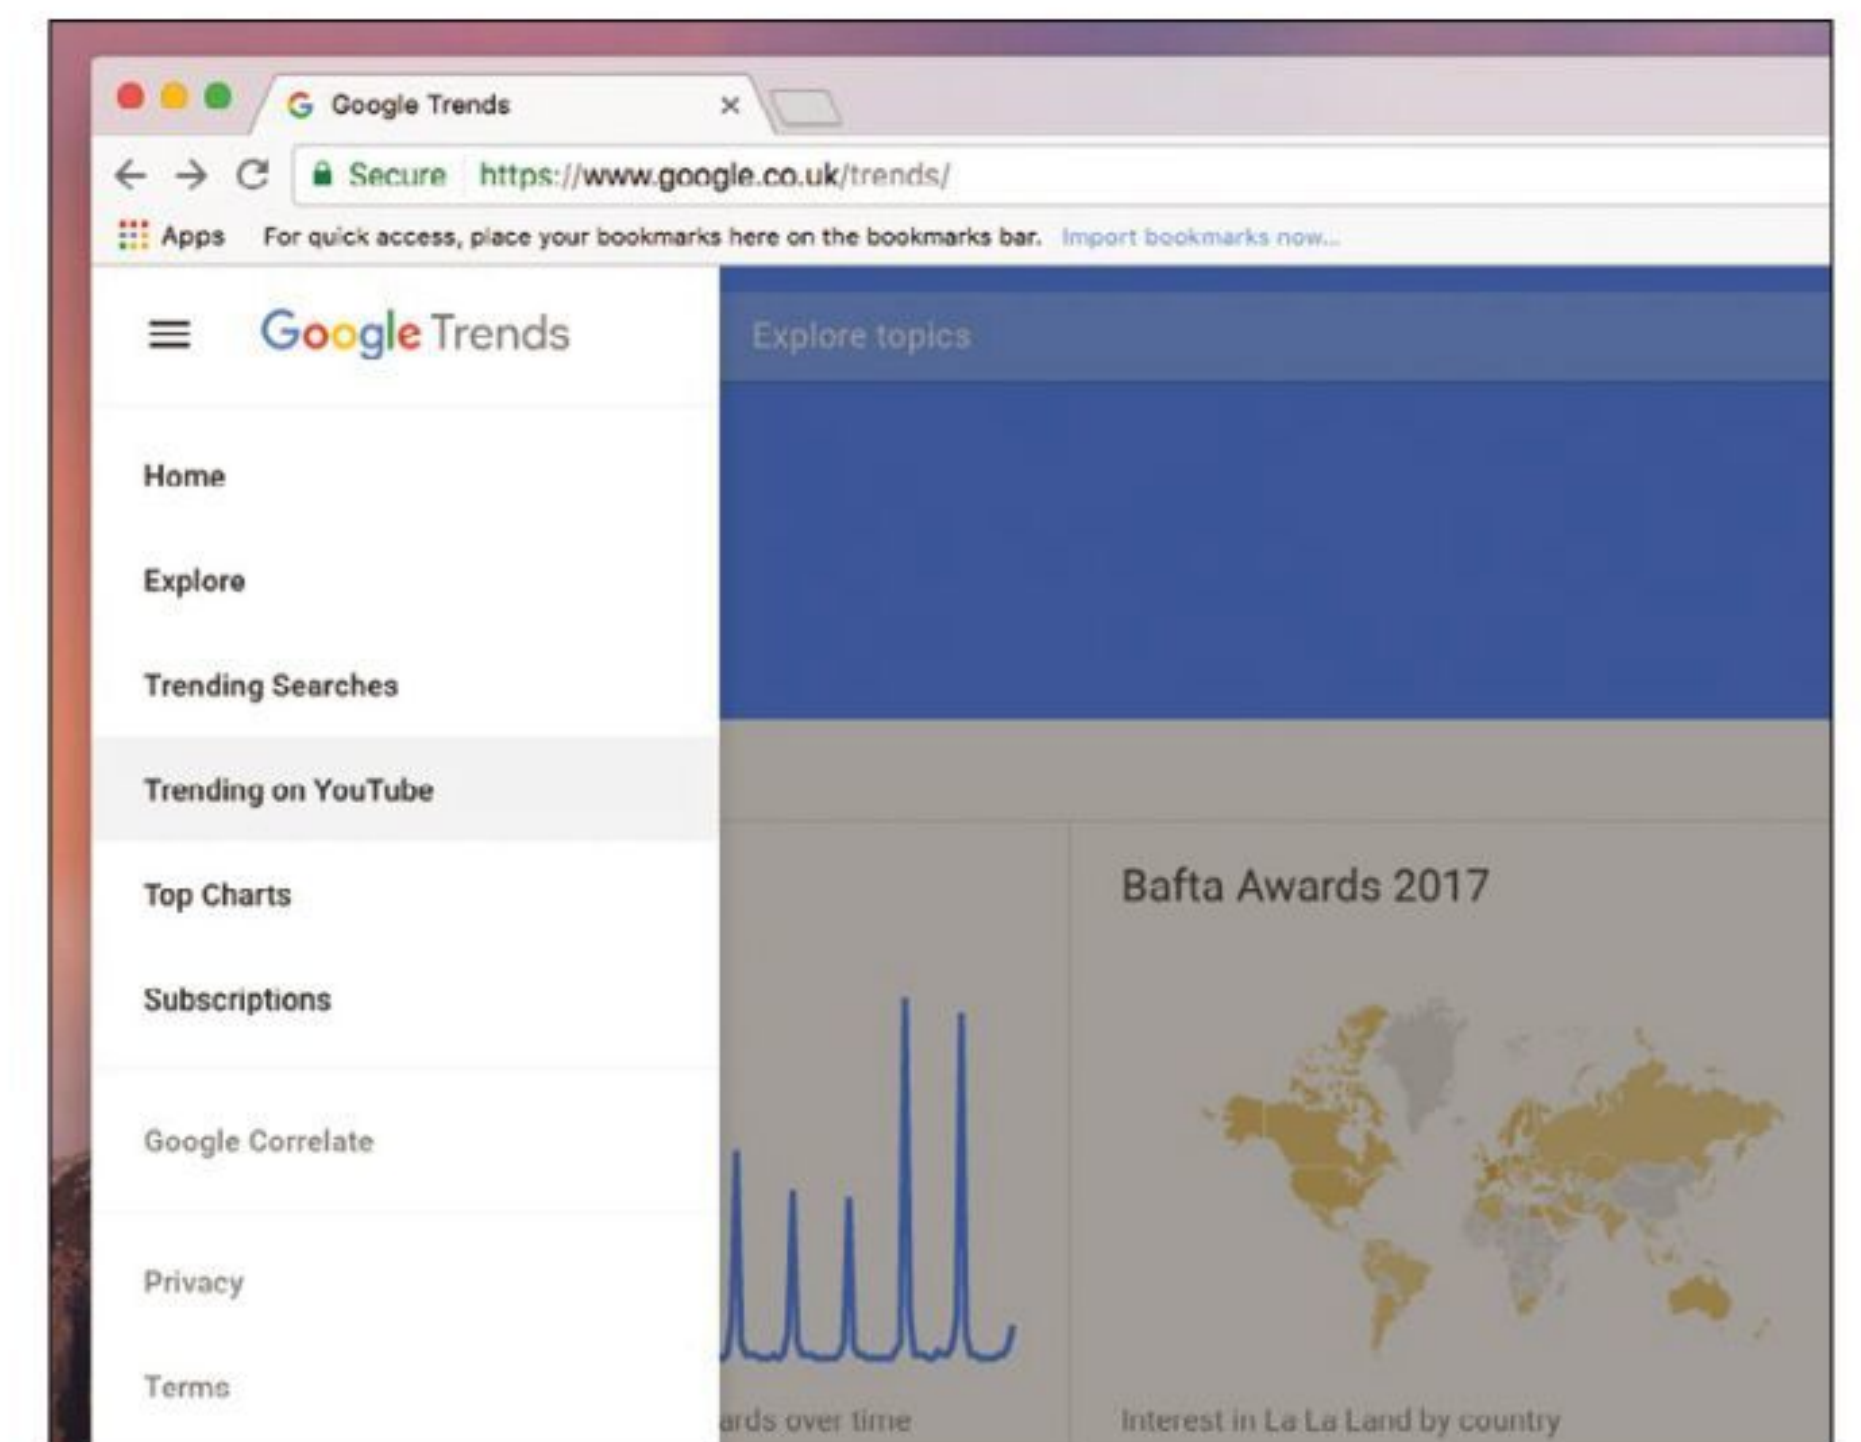 Google Trends
Secure https://www.google.co.uk/trends/
Apps For quick access, place your bookmarks here on the bookmarks bar. Import bookmarks now...
Google Trends
Explore topics
Home
Explore
Trending Searches
Trending on YouTube
Top Charts
Subscriptions
Google Correlate
Privacy
Terms
Bafta Awards 2017
ards over time
Interest in La La Land by country